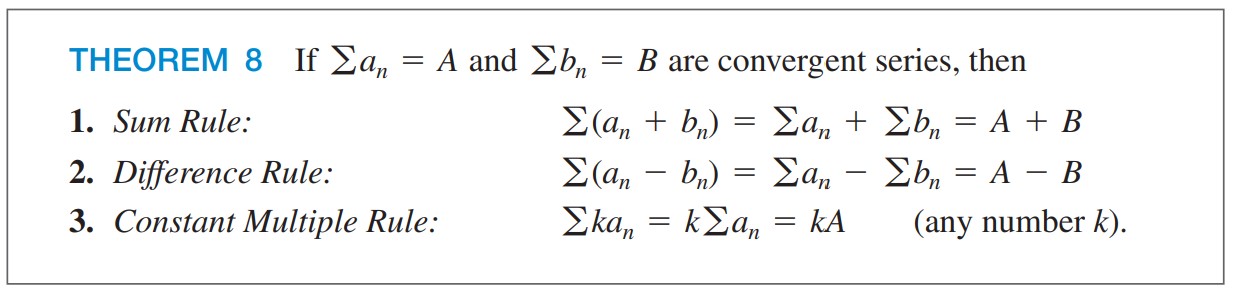 THEOREM 8 If ∑aₙ = A and ∑bₙ = B are convergent series, then
1. Sum Rule: ∑(aₙ + bₙ) = ∑aₙ + ∑bₙ = A + B
2. Difference Rule: ∑(aₙ − bₙ) = ∑aₙ − ∑bₙ = A − B
3. Constant Multiple Rule: ∑kaₙ = k∑aₙ = kA (any number k).